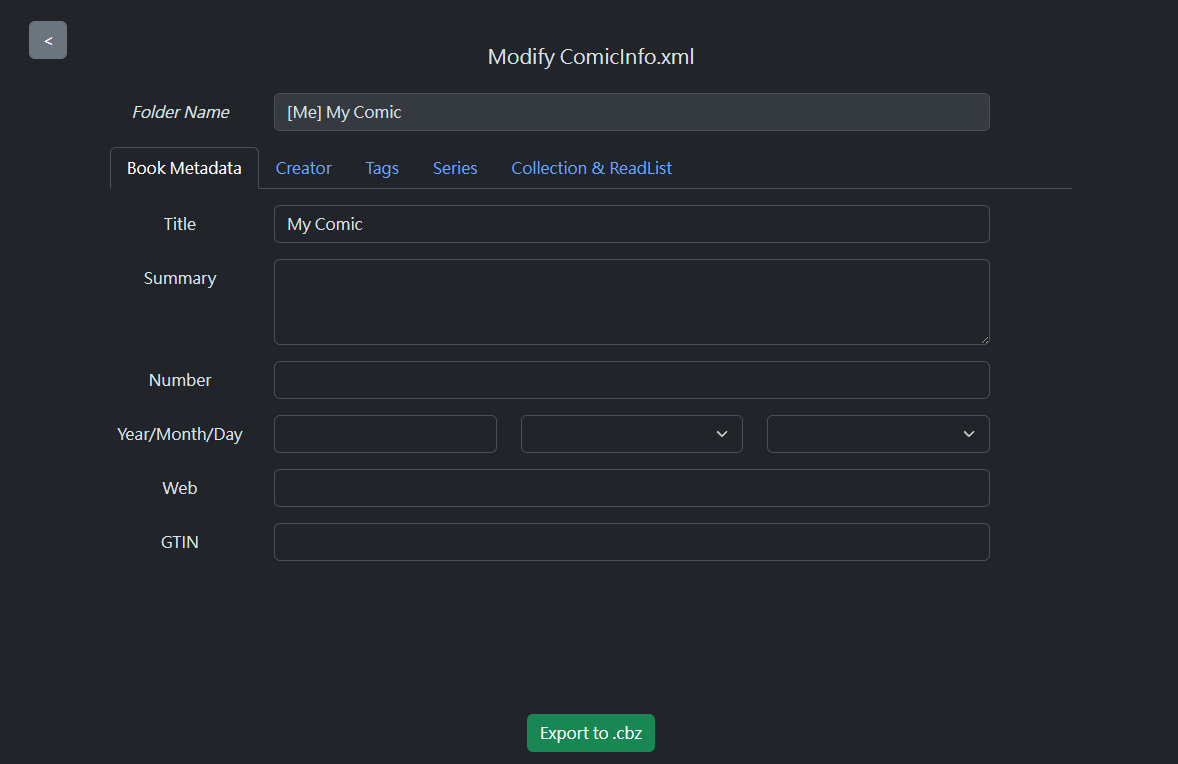 <
Modify ComicInfo.xml
Folder Name [Me] My Comic
Book Metadata Creator Tags Series Collection & ReadList
Title My Comic
Summary
Number
Year/Month/Day
Web
GTIN
Export to .cbz